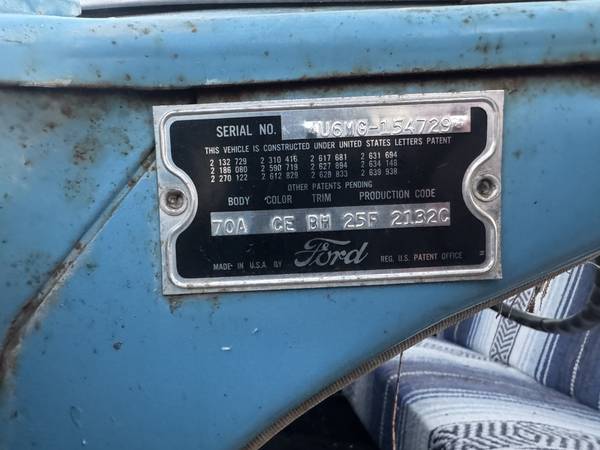 SERIAL NO. U6MG-154729
THIS VEHICLE IS CONSTRUCTED UNDER UNITED STATES LETTERS PATENT
2 132 729 2 310 416 2 617 681 2 631 694
2 186 080 2 590 719 2 627 894 2 634 148
2 270 122 2 612 829 2 628 833 2 639 938
OTHER PATENTS PENDING
BODY COLOR TRIM PRODUCTION CODE
70A CE BM 25F 2132C
MADE IN U.S.A BY Ford REG. U.S. PATENT OFFICE